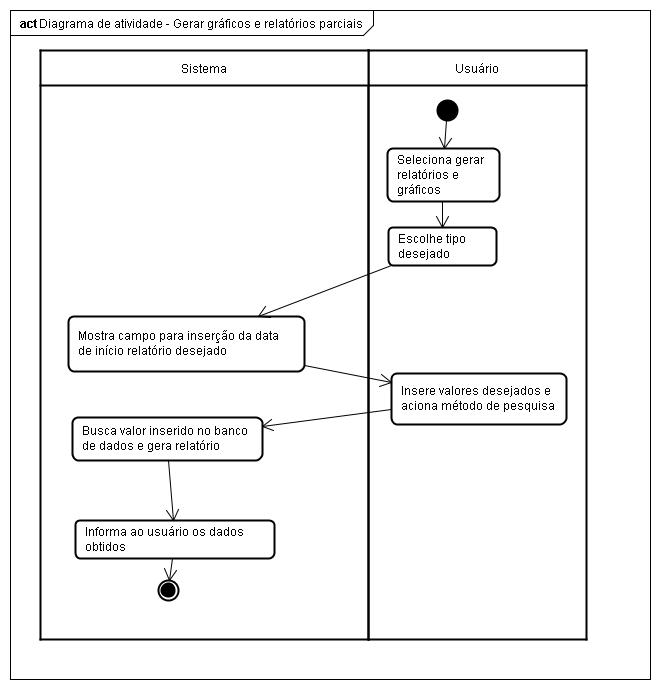 act Diagrama de atividade - Gerar gráficos e relatórios parciais
Sistema
Usuário
Seleciona gerar
relatórios e
gráficos
Escolhe tipo
desejado
Mostra campo para inserção da data
de início relatório desejado
Insere valores desejados e
aciona método de pesquisa
Busca valor inserido no banco
de dados e gera relatório
Informa ao usuário os dados
obtidos